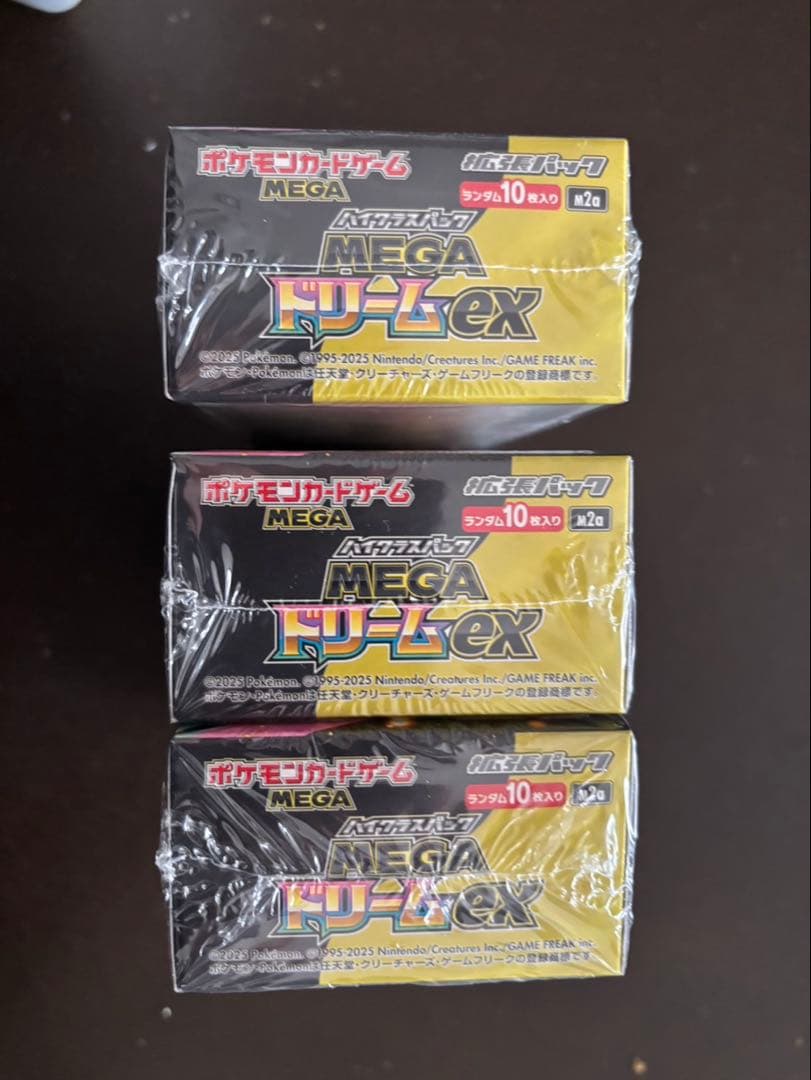 ポケモンカードゲーム
MEGA
拡張パック
ランダム10枚入り
M2a
ハイクラスパック
MEGA
ドリームex
©2025 Pokémon. ©1995-2025 Nintendo/Creatures Inc./GAME FREAK inc.
ポケモン・Pokémonは任天堂・クリーチャーズ・ゲームフリークの登録商標です。
ポケモンカードゲーム
MEGA
拡張パック
ランダム10枚入り
M2a
ハイクラスパック
MEGA
ドリームex
©2025 Pokémon. ©1995-2025 Nintendo/Creatures Inc./GAME FREAK inc.
ポケモン・Pokémonは任天堂・クリーチャーズ・ゲームフリークの登録商標です。
ポケモンカードゲーム
MEGA
拡張パック
ランダム10枚入り
M2a
ハイクラスパック
MEGA
ドリームex
©2025 Pokémon. ©1995-2025 Nintendo/Creatures Inc./GAME FREAK inc.
ポケモン・Pokémonは任天堂・クリーチャーズ・ゲームフリークの登録商標です。